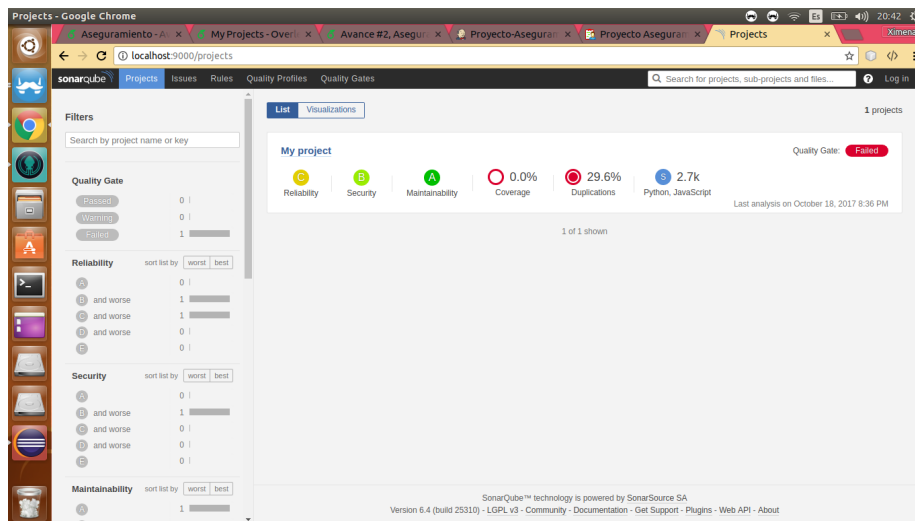 Projects - Google Chrome
Es
20:42
Aseguramiento - A
My Projects - Overle
Avance #2, Asegura
Proyecto-Aseguram
Proyecto Asegura
Projects
Ximena
localhost:9000/projects
sonarqube Projects Issues Rules Quality Profiles Quality Gates
Search for projects, sub-projects and files...
Log in
Filters
Search by project name or key
Quality Gate
Passed 0
Warning 0
Failed 1
Reliability sort list by worst best
A 0
B and worse 1
C and worse 1
D and worse 0
E 0
Security sort list by worst best
A 0
B and worse 1
C and worse 0
D and worse 0
E 0
Maintainability sort list by worst best
A 1
List Visualizations
1 projects
My project
Quality Gate: Failed
C B A 0.0% 29.6% S 2.7k
Reliability Security Maintainability Coverage Duplications Python, JavaScript
Last analysis on October 18, 2017 8:36 PM
1 of 1 shown
SonarQube™ technology is powered by SonarSource SA
Version 6.4 (build 25310) - LGPL v3 - Community - Documentation - Get Support - Plugins - Web API - About